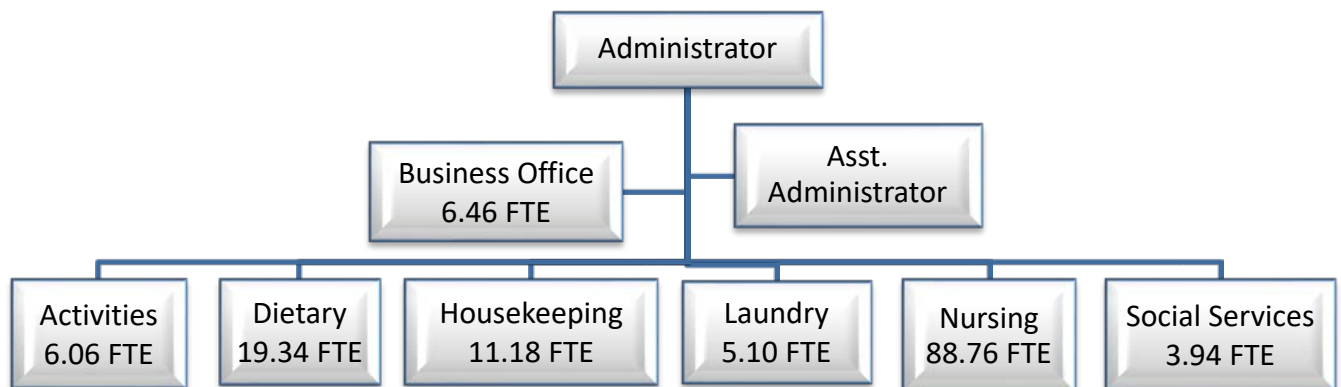 Administrator
Business Office
6.46 FTE
Asst.
Administrator
Activities
6.06 FTE
Dietary
19.34 FTE
Housekeeping
11.18 FTE
Laundry
5.10 FTE
Nursing
88.76 FTE
Social Services
3.94 FTE